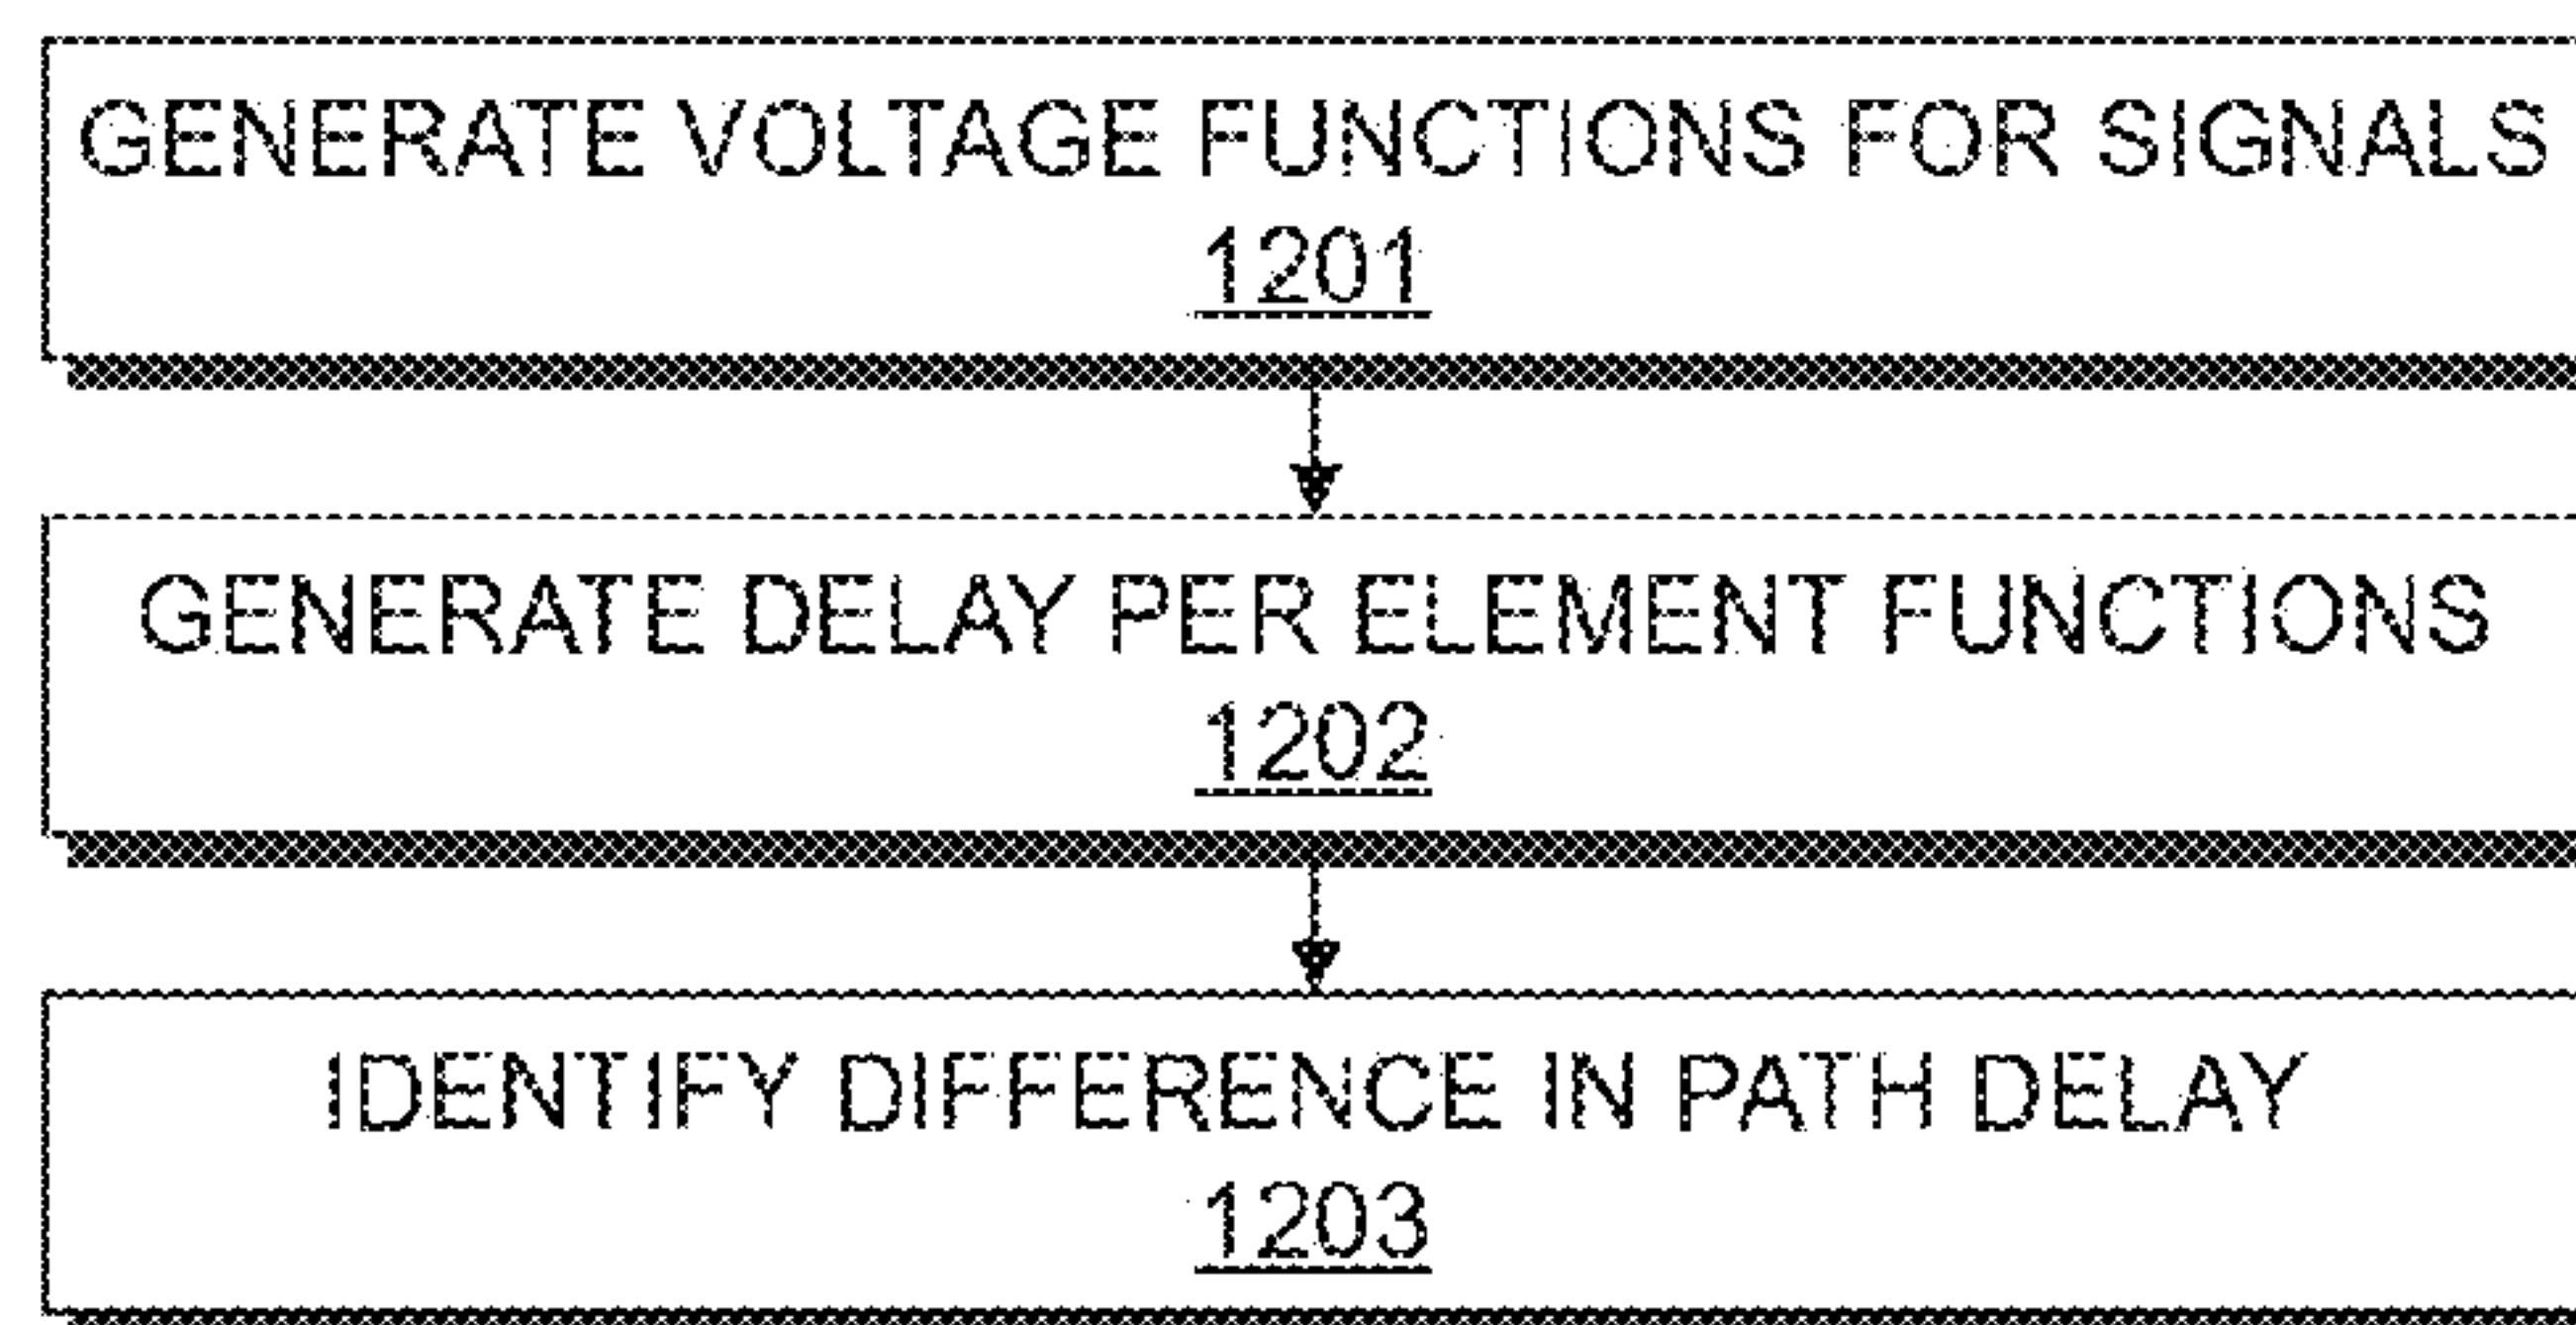 GENERATE VOLTAGE FUNCTIONS FOR SIGNALS
1201
GENERATE DELAY PER ELEMENT FUNCTIONS
1202
IDENTIFY DIFFERENCE IN PATH DELAY
1203